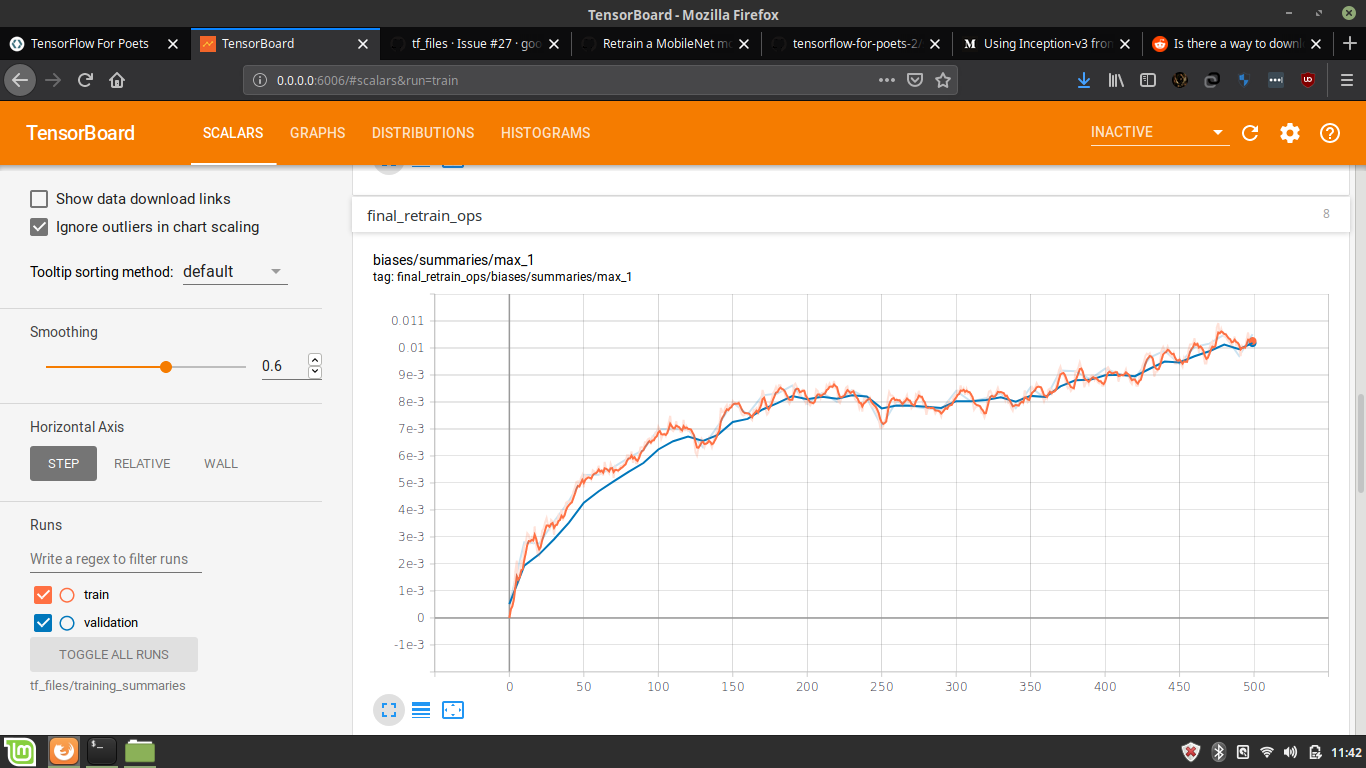 TensorBoard - Mozilla Firefox
TensorFlow For Poets
TensorBoard
tf_files · Issue #27 · goo
Retrain a MobileNet mo
tensorflow-for-poets-2/
Using Inception-v3 from
Is there a way to downl
0.0.0.0:6006/#scalars&run=train
TensorBoard
SCALARS
GRAPHS
DISTRIBUTIONS
HISTOGRAMS
INACTIVE
Show data download links
Ignore outliers in chart scaling
Tooltip sorting method: default
Smoothing
0.6
Horizontal Axis
STEP RELATIVE WALL
Runs
Write a regex to filter runs
train
validation
TOGGLE ALL RUNS
tf_files/training_summaries
final_retrain_ops 8
biases/summaries/max_1
tag: final_retrain_ops/biases/summaries/max_1
0.011
0.01
9e-3
8e-3
7e-3
6e-3
5e-3
4e-3
3e-3
2e-3
1e-3
0
-1e-3
0 50 100 150 200 250 300 350 400 450 500
11:42